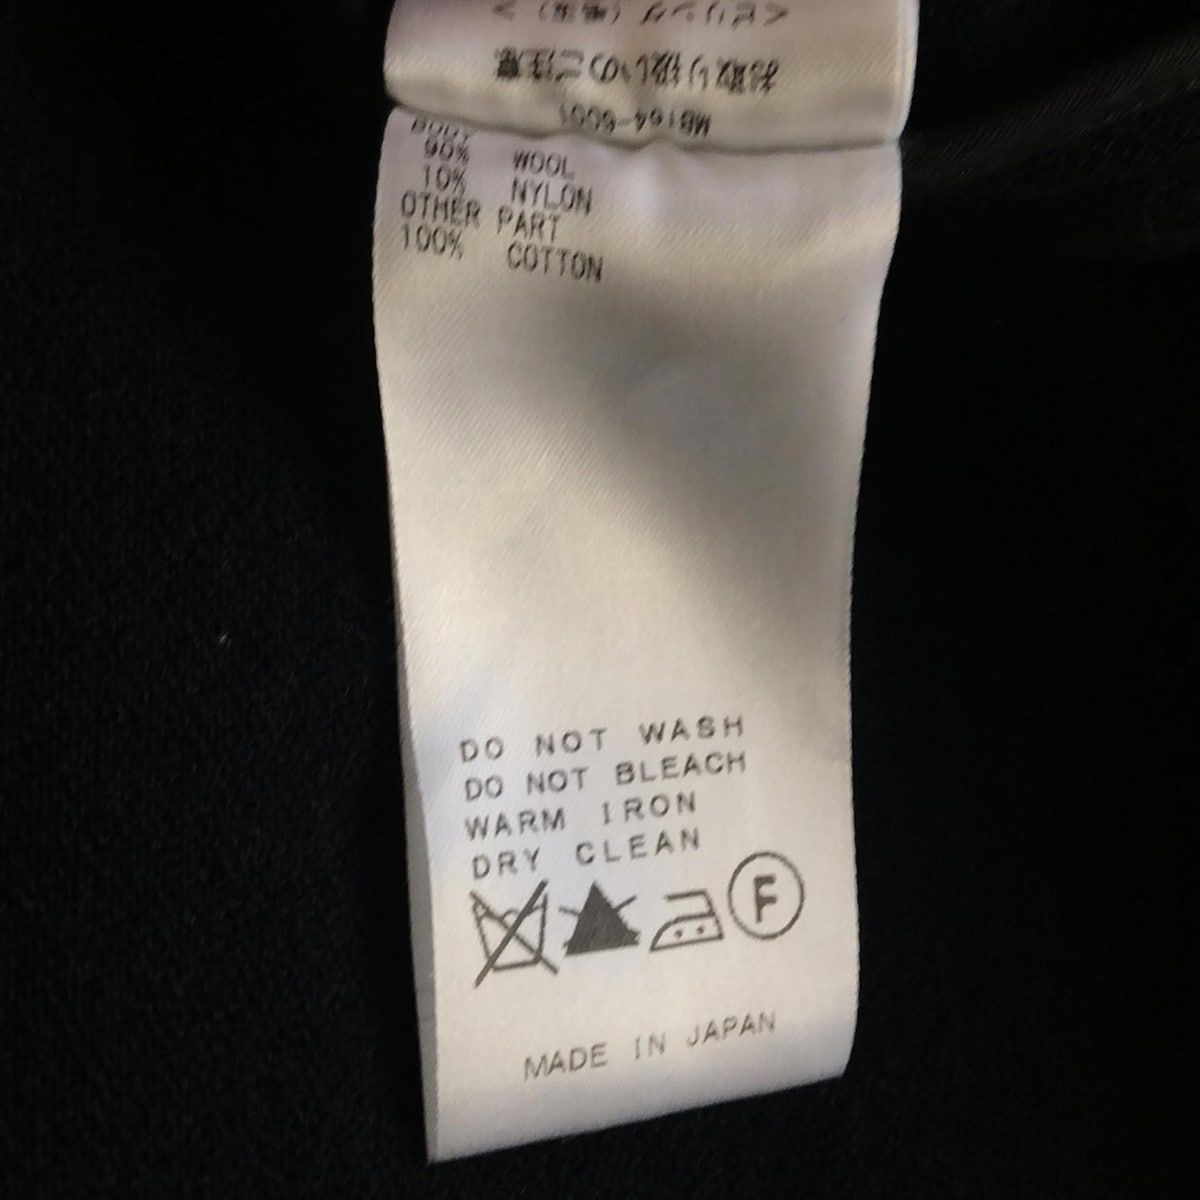 お取り扱いのご注意
MB164-6001
BODY
90% WOOL
10% NYLON
OTHER PART
100% COTTON
DO NOT WASH
DO NOT BLEACH
WARM IRON
DRY CLEAN
F
MADE IN JAPAN